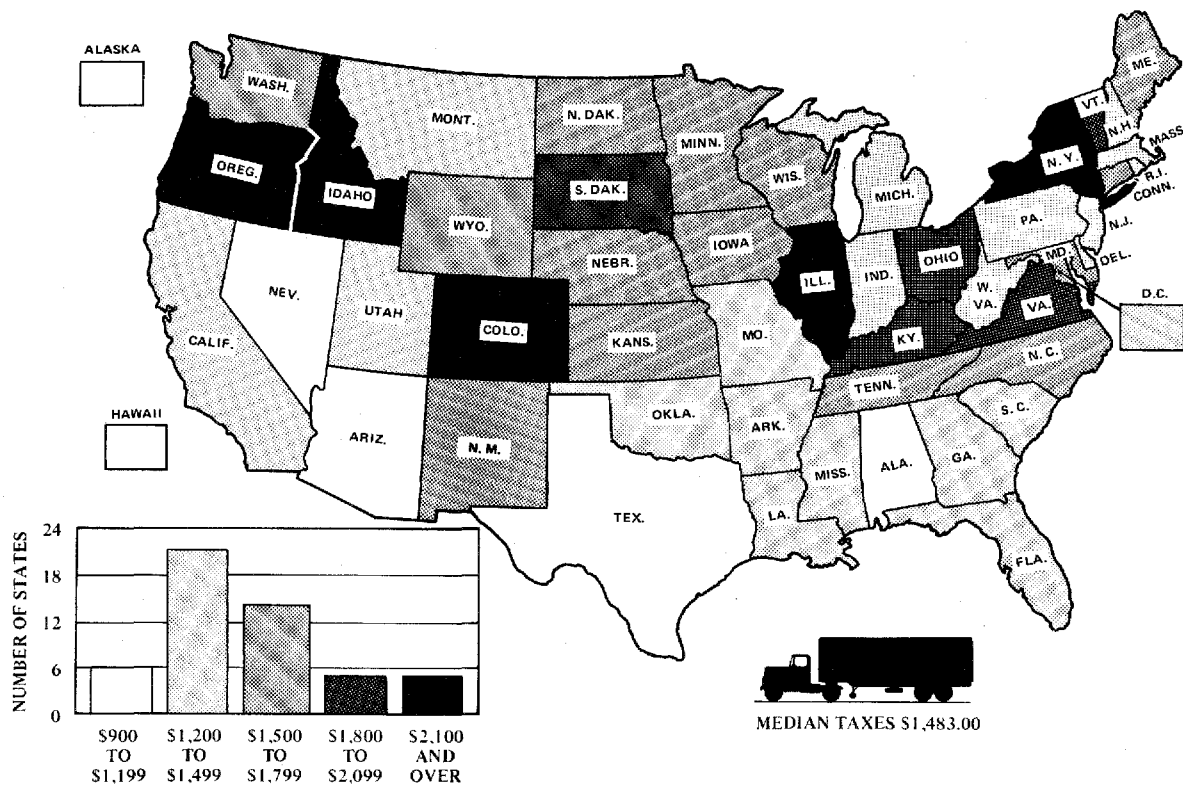 ALASKA
WASH.
MONT.
N. DAK.
MINN.
VT.
ME.
N.H.
MASS.
OREG.
IDAHO
S. DAK.
WIS.
MICH.
N. Y.
R.I.
CONN.
WYO.
IOWA
PA.
N.J.
NEBR.
OHIO
MD.
DEL.
NEV.
UTAH
COLO.
ILL.
IND.
W.
VA.
VA.
D.C.
CALIF.
KANS.
MO.
KY.
N. C.
TENN.
HAWAII
ARIZ.
N. M.
OKLA.
ARK.
S. C.
MISS.
ALA.
GA.
TEX.
LA.
FLA.
NUMBER OF STATES
24
18
12
6
0
$900
TO
$1,199
$1,200
TO
$1,499
$1,500
TO
$1,799
$1,800
TO
$2,099
$2,100
AND
OVER
MEDIAN TAXES $1,483.00